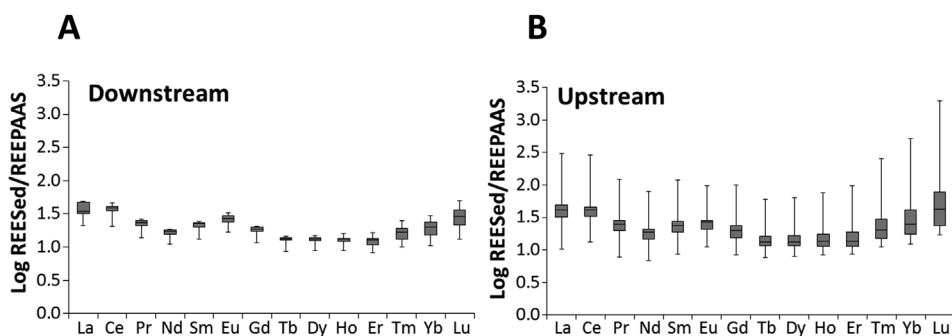 A
Downstream
Log REESed/REEPAAS
3.5
3.0
2.5
2.0
1.5
1.0
0.5
0.0
La Ce Pr Nd Sm Eu Gd Tb Dy Ho Er Tm Yb Lu
B
Upstream
Log REESed/REEPAAS
3.5
3.0
2.5
2.0
1.5
1.0
0.5
0.0
La Ce Pr Nd Sm Eu Gd Tb Dy Ho Er Tm Yb Lu